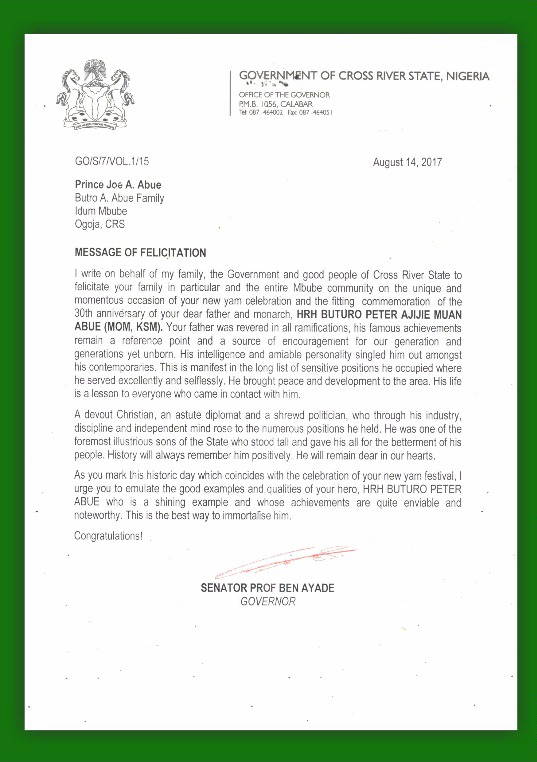 GOVERNMENT OF CROSS RIVER STATE, NIGERIA
OFFICE OF THE GOVERNOR
P.M.B. 1056, CALABAR
Tel: 087-464002 Fax: 087-464051
GO/S/7/VOL.1/15
August 14, 2017
Prince Joe A. Abue
Butro A. Abue Family
Idum Mbube
Ogoja, CRS
MESSAGE OF FELICITATION
I write on behalf of my family, the Government and good people of Cross River State to
felicitate your family in particular and the entire Mbube community on the unique and
momentous occasion of your new yam celebration and the fitting commemoration of the
30th anniversary of your dear father and monarch, HRH BUTURO PETER AJIJIE MUAN
ABUE (MOM, KSM). Your father was revered in all ramifications, his famous achievements
remain a reference point and a source of encouragement for our generation and
generations yet unborn. His intelligence and amiable personality singled him out amongst
his contemporaries. This is manifest in the long list of sensitive positions he occupied where
he served excellently and selflessly. He brought peace and development to the area. His life
is a lesson to everyone who came in contact with him.
A devout Christian, an astute diplomat and a shrewd politician, who through his industry,
discipline and independent mind rose to the numerous positions he held. He was one of the
foremost illustrious sons of the State who stood tall and gave his all for the betterment of his
people. History will always remember him positively. He will remain dear in our hearts.
As you mark this historic day which coincides with the celebration of your new yam festival, I
urge you to emulate the good examples and qualities of your hero, HRH BUTURO PETER
ABUE who is a shining example and whose achievements are quite enviable and
noteworthy. This is the best way to immortalise him.
Congratulations!
SENATOR PROF BEN AYADE
GOVERNOR